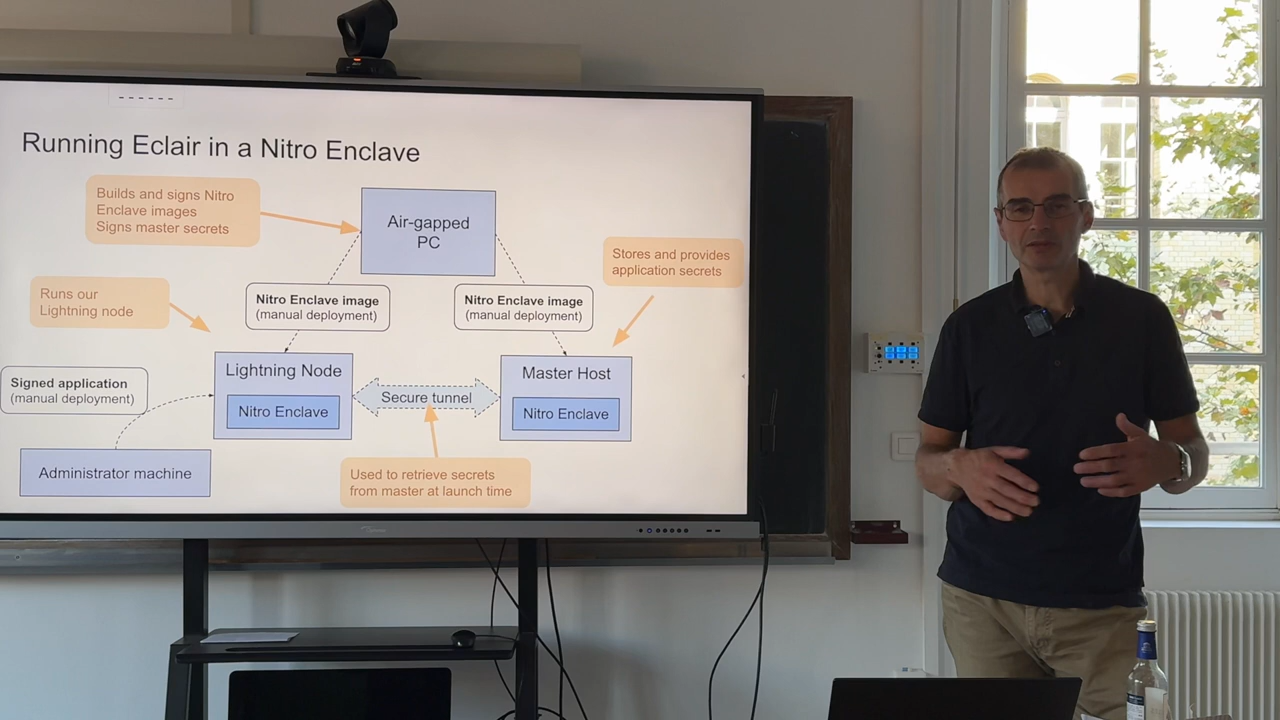 Running Eclair in a Nitro Enclave
Builds and signs Nitro
Enclave images
Signs master secrets
Air-gapped
PC
Stores and provides
application secrets
Runs our
Lightning node
Nitro Enclave image
(manual deployment)
Nitro Enclave image
(manual deployment)
Signed application
(manual deployment)
Lightning Node
Nitro Enclave
Secure tunnel
Master Host
Nitro Enclave
Administrator machine
Used to retrieve secrets
from master at launch time